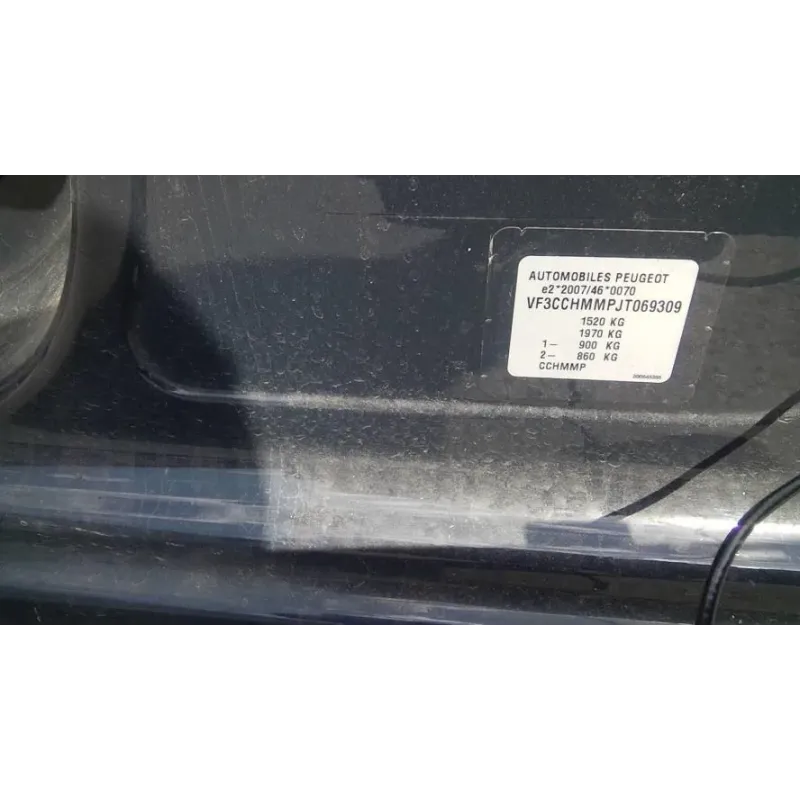 AUTOMOBILES PEUGEOT
e2*2007/46*0070
VF3CCHMMPJT069309
1520 KG
1970 KG
1- 900 KG
2- 860 KG
CCHMMP